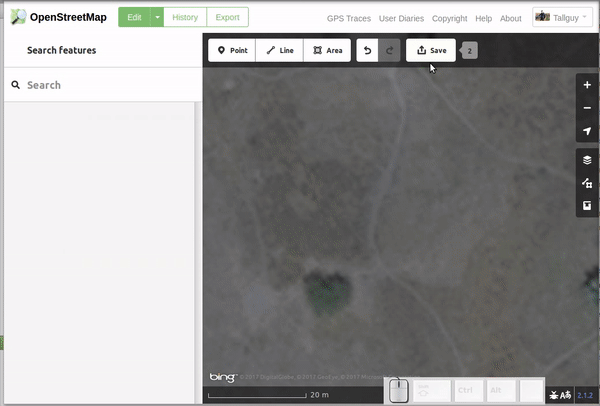 OpenStreetMap
Edit
History
Export
GPS Traces
User Diaries
Copyright
Help
About
Tallguy
Search features
Point
Line
Area
Save
2
Search
bing
© 2017 DigitalGlobe, © 2017 GeoEye, © 2017 Microsoft
20 m
Ctrl
Alt
2.1.2